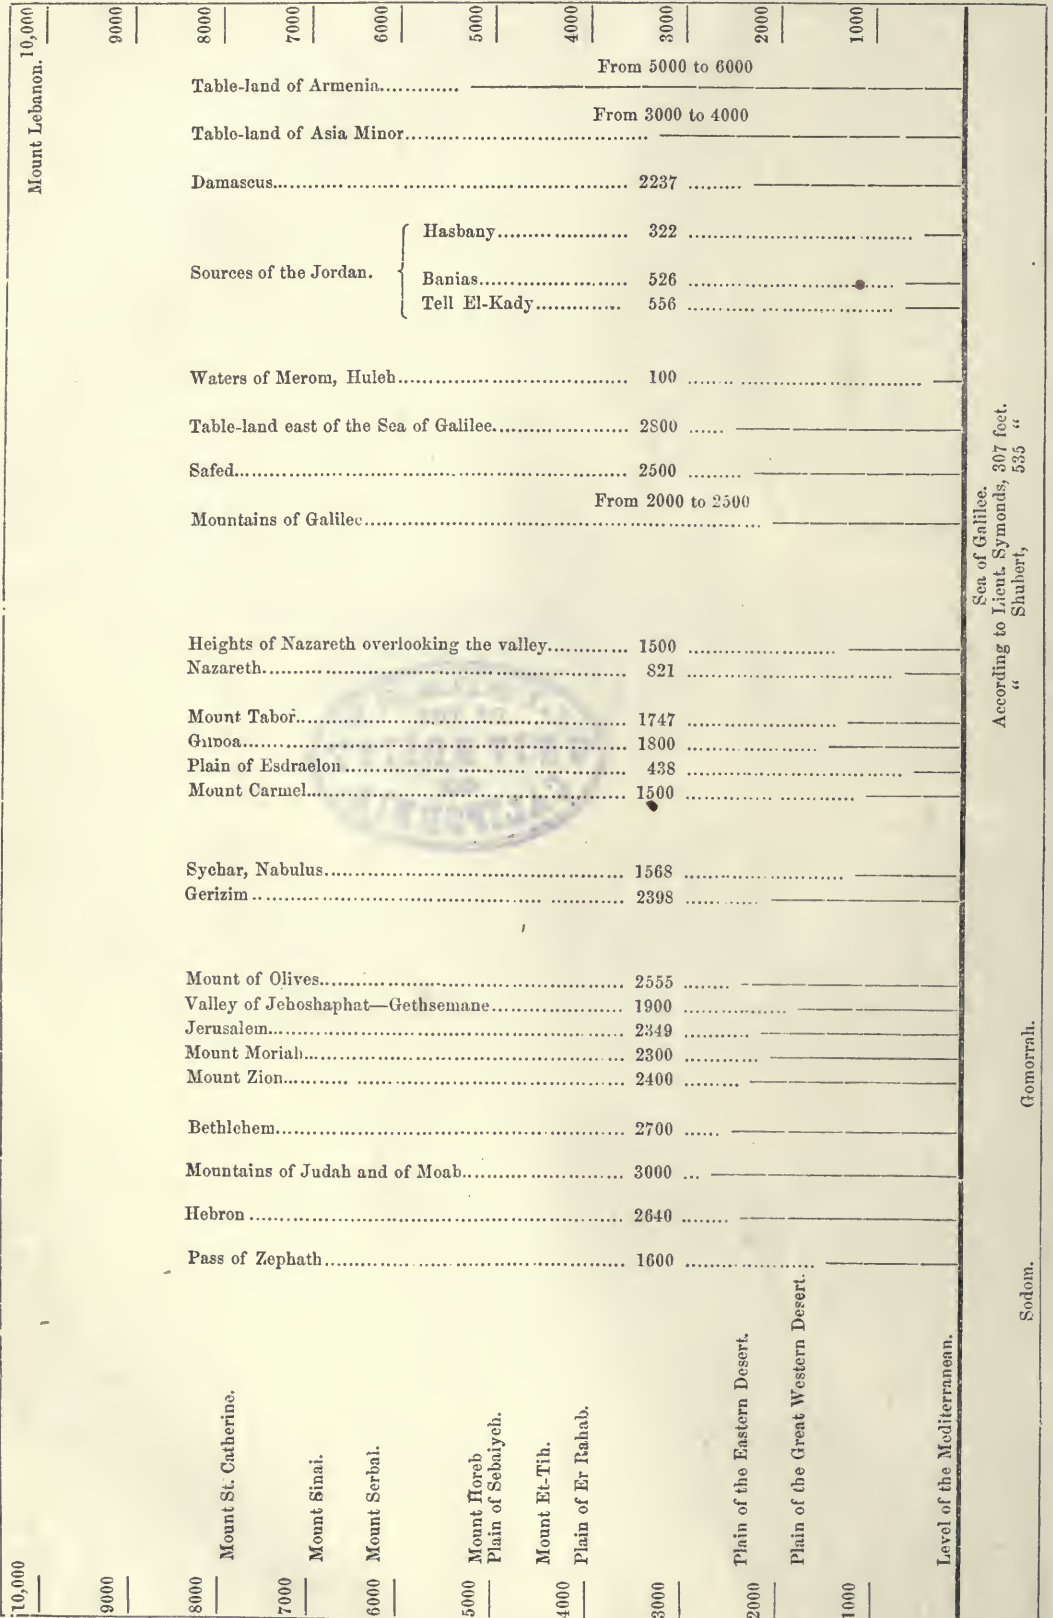 10,000 9000 8000 7000 6000 5000 4000 3000 2000 1000
Mount Lebanon.
From 5000 to 6000
Table-land of Armenia
From 3000 to 4000
Table-land of Asia Minor
Damascus 2237
Sources of the Jordan.
Hasbany 322
Banias 526
Tell El-Kady 556
Waters of Merom, Huleh 100
Table-land east of the Sea of Galilee 2800
Safed 2500
From 2000 to 2500
Mountains of Galilee
Sea of Galilee.
According to Lieut. Symonds, 307 feet.
" Shubert, 535 "
Heights of Nazareth overlooking the valley 1500
Nazareth 821
Mount Tabor 1747
Gilboa 1800
Plain of Esdraelon 438
Mount Carmel 1500
Sychar, Nabulus 1568
Gerizim 2398
Mount of Olives 2555
Valley of Jehoshaphat—Gethsemane 1900
Jerusalem 2349
Mount Moriah 2300
Mount Zion 2400
Gomorrah.
Bethlehem 2700
Mountains of Judah and of Moab 3000
Hebron 2640
Pass of Zephath 1600
Sodom.
Mount St. Catherine.
Mount Sinai.
Mount Serbal.
Mount Horeb
Plain of Sebaiyeh.
Mount Et-Tih.
Plain of Er Rahab.
Plain of the Eastern Desert.
Plain of the Great Western Desert.
Level of the Mediterranean.
10,000 9000 8000 7000 6000 5000 4000 3000 2000 1000